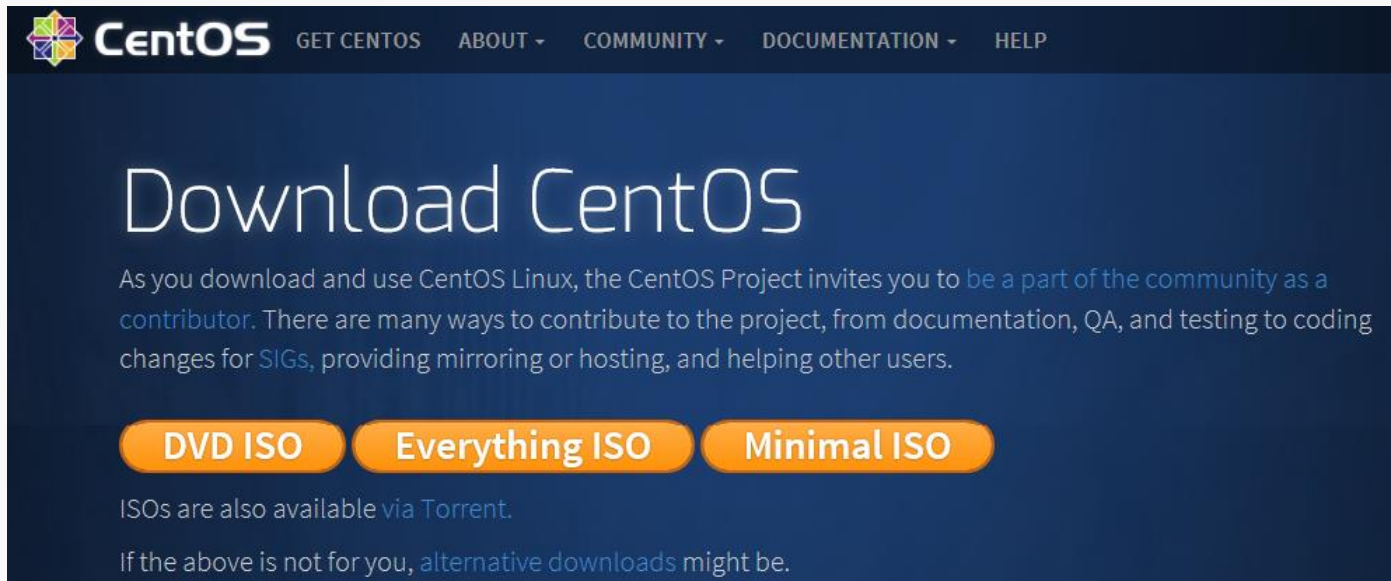 CentOS GET CENTOS ABOUT COMMUNITY DOCUMENTATION HELP
Download CentOS
As you download and use CentOS Linux, the CentOS Project invites you to be a part of the community as a
contributor. There are many ways to contribute to the project, from documentation, QA, and testing to coding
changes for SIGs, providing mirroring or hosting, and helping other users.
DVD ISO Everything ISO Minimal ISO
ISOs are also available via Torrent.
If the above is not for you, alternative downloads might be.